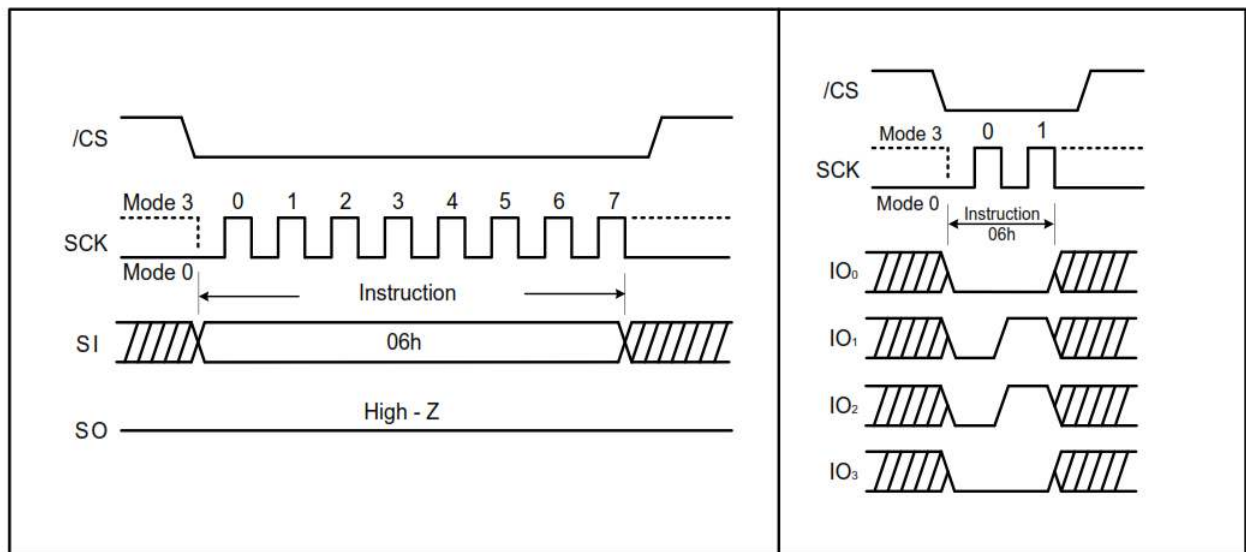 /CS
Mode 3 0 1 2 3 4 5 6 7
SCK
Mode 0
Instruction
SI 06h
High - Z
SO
/CS
Mode 3 0 1
SCK
Mode 0
Instruction
06h
IO₀
IO₁
IO₂
IO₃